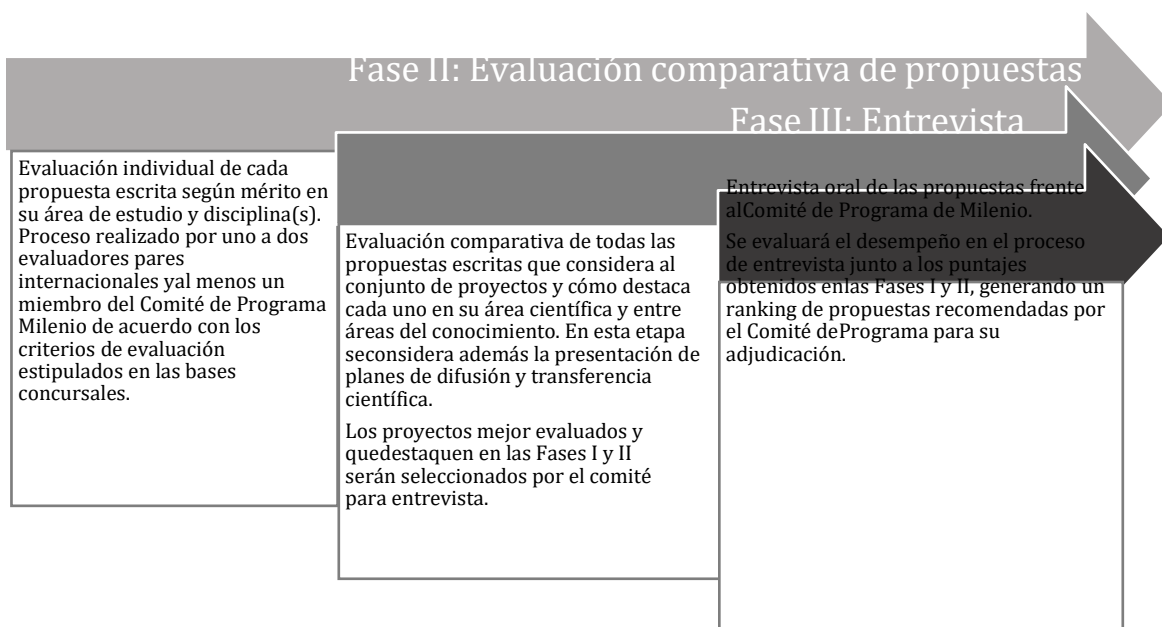 Fase II: Evaluación comparativa de propuestas
Fase III: Entrevista
Evaluación individual de cada
propuesta escrita según mérito en
su área de estudio y disciplina(s).
Proceso realizado por uno a dos
evaluadores pares
internacionales yal menos un
miembro del Comité de Programa
Milenio de acuerdo con los
criterios de evaluación
estipulados en las bases
concursales.
Evaluación comparativa de todas las
propuestas escritas que considera al
conjunto de proyectos y cómo destaca
cada uno en su área científica y entre
áreas del conocimiento. En esta etapa
seconsidera además la presentación de
planes de difusión y transferencia
científica.
Los proyectos mejor evaluados y
quedestaquen en las Fases I y II
serán seleccionados por el comité
para entrevista.
Entrevista oral de las propuestas frente
alComité de Programa de Milenio.
Se evaluará el desempeño en el proceso
de entrevista junto a los puntajes
obtenidos enlas Fases I y II, generando un
ranking de propuestas recomendadas por
el Comité dePrograma para su
adjudicación.